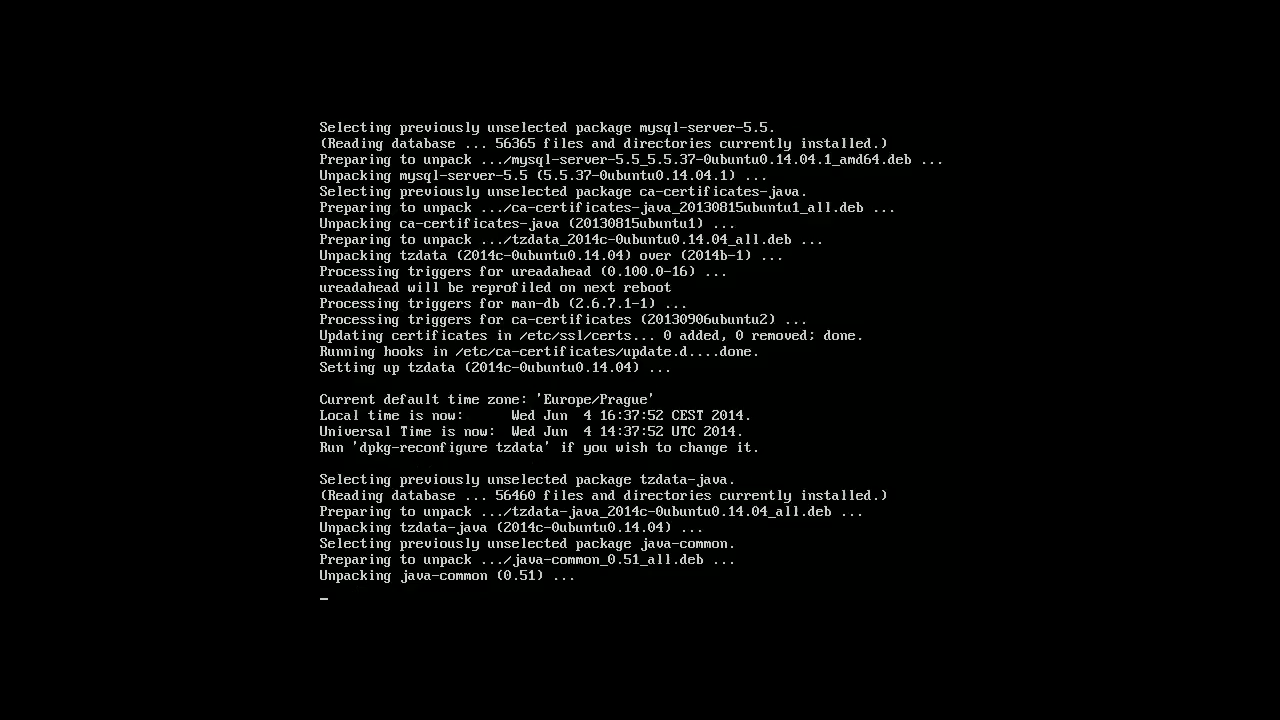 Selecting previously unselected package mysql-server-5.5.
(Reading database ... 56365 files and directories currently installed.)
Preparing to unpack .../mysql-server-5.5_5.5.37-0ubuntu0.14.04.1_amd64.deb ...
Unpacking mysql-server-5.5 (5.5.37-0ubuntu0.14.04.1) ...
Selecting previously unselected package ca-certificates-java.
Preparing to unpack .../ca-certificates-java_20130815ubuntu1_all.deb ...
Unpacking ca-certificates-java (20130815ubuntu1) ...
Preparing to unpack .../tzdata_2014c-0ubuntu0.14.04_all.deb ...
Unpacking tzdata (2014c-0ubuntu0.14.04) over (2014b-1) ...
Processing triggers for ureadahead (0.100.0-16) ...
ureadahead will be reprofiled on next reboot
Processing triggers for man-db (2.6.7.1-1) ...
Processing triggers for ca-certificates (20130906ubuntu2) ...
Updating certificates in /etc/ssl/certs... 0 added, 0 removed; done.
Running hooks in /etc/ca-certificates/update.d....done.
Setting up tzdata (2014c-0ubuntu0.14.04) ...

Current default time zone: 'Europe/Prague'
Local time is now:      Wed Jun  4 16:37:52 CEST 2014.
Universal Time is now:  Wed Jun  4 14:37:52 UTC 2014.
Run 'dpkg-reconfigure tzdata' if you wish to change it.

Selecting previously unselected package tzdata-java.
(Reading database ... 56460 files and directories currently installed.)
Preparing to unpack .../tzdata-java_2014c-0ubuntu0.14.04_all.deb ...
Unpacking tzdata-java (2014c-0ubuntu0.14.04) ...
Selecting previously unselected package java-common.
Preparing to unpack .../java-common_0.51_all.deb ...
Unpacking java-common (0.51) ...